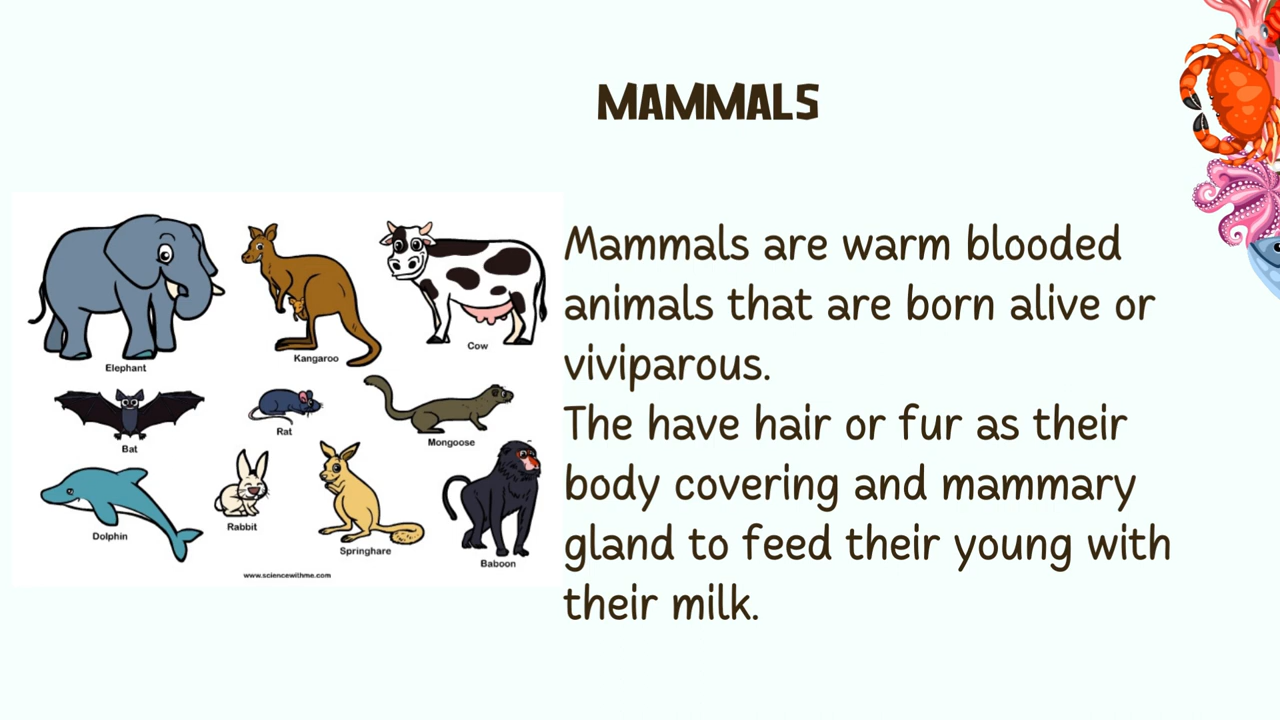 MAMMALS
Elephant
Kangaroo
Cow
Bat
Rat
Mongoose
Dolphin
Rabbit
Springhare
Baboon
www.sciencewithme.com
Mammals are warm blooded
animals that are born alive or
viviparous.
The have hair or fur as their
body covering and mammary
gland to feed their young with
their milk.